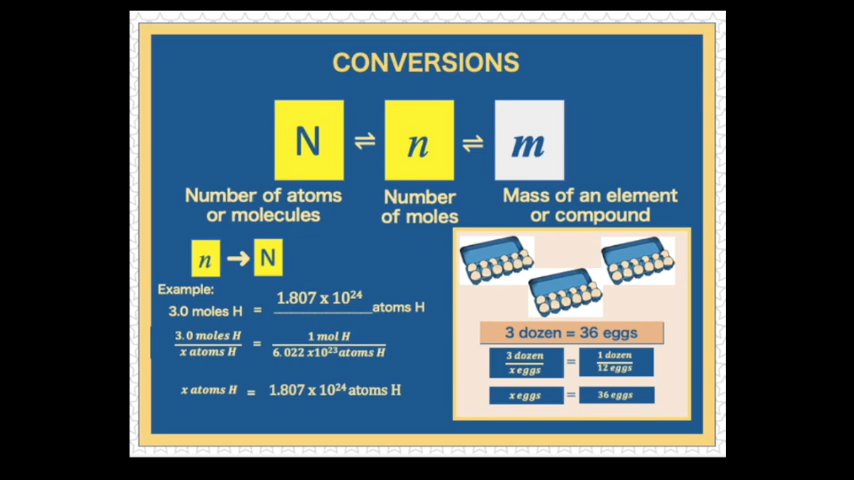 CONVERSIONS
N ⇌ n ⇌ m
Number of atoms or molecules
Number of moles
Mass of an element or compound
n → N
Example:
3.0 moles H = 1.807 x 10²⁴ atoms H
3.0 moles H / x atoms H = 1 mol H / 6.022 x10²³ atoms H
x atoms H = 1.807 x 10²⁴ atoms H
3 dozen = 36 eggs
3 dozen / x eggs = 1 dozen / 12 eggs
x eggs = 36 eggs